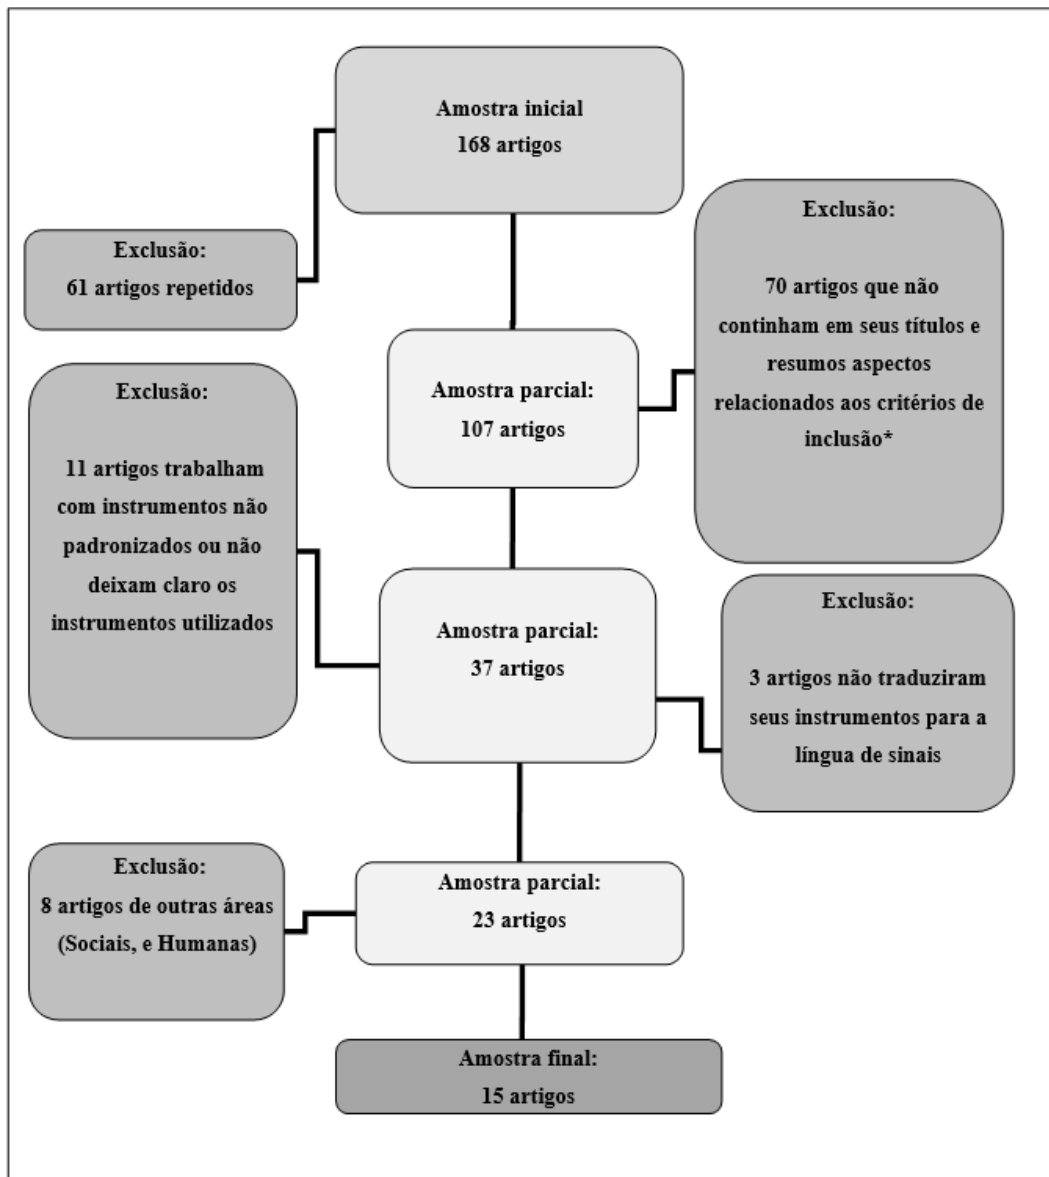 Amostra inicial
168 artigos
Exclusão:
61 artigos repetidos
Exclusão:
70 artigos que não
continham em seus títulos e
resumos aspectos
relacionados aos critérios de
inclusão*
Amostra parcial:
107 artigos
Exclusão:
11 artigos trabalham
com instrumentos não
padronizados ou não
deixam claro os
instrumentos utilizados
Amostra parcial:
37 artigos
Exclusão:
3 artigos não traduziram
seus instrumentos para a
língua de sinais
Exclusão:
8 artigos de outras áreas
(Sociais, e Humanas)
Amostra parcial:
23 artigos
Amostra final:
15 artigos